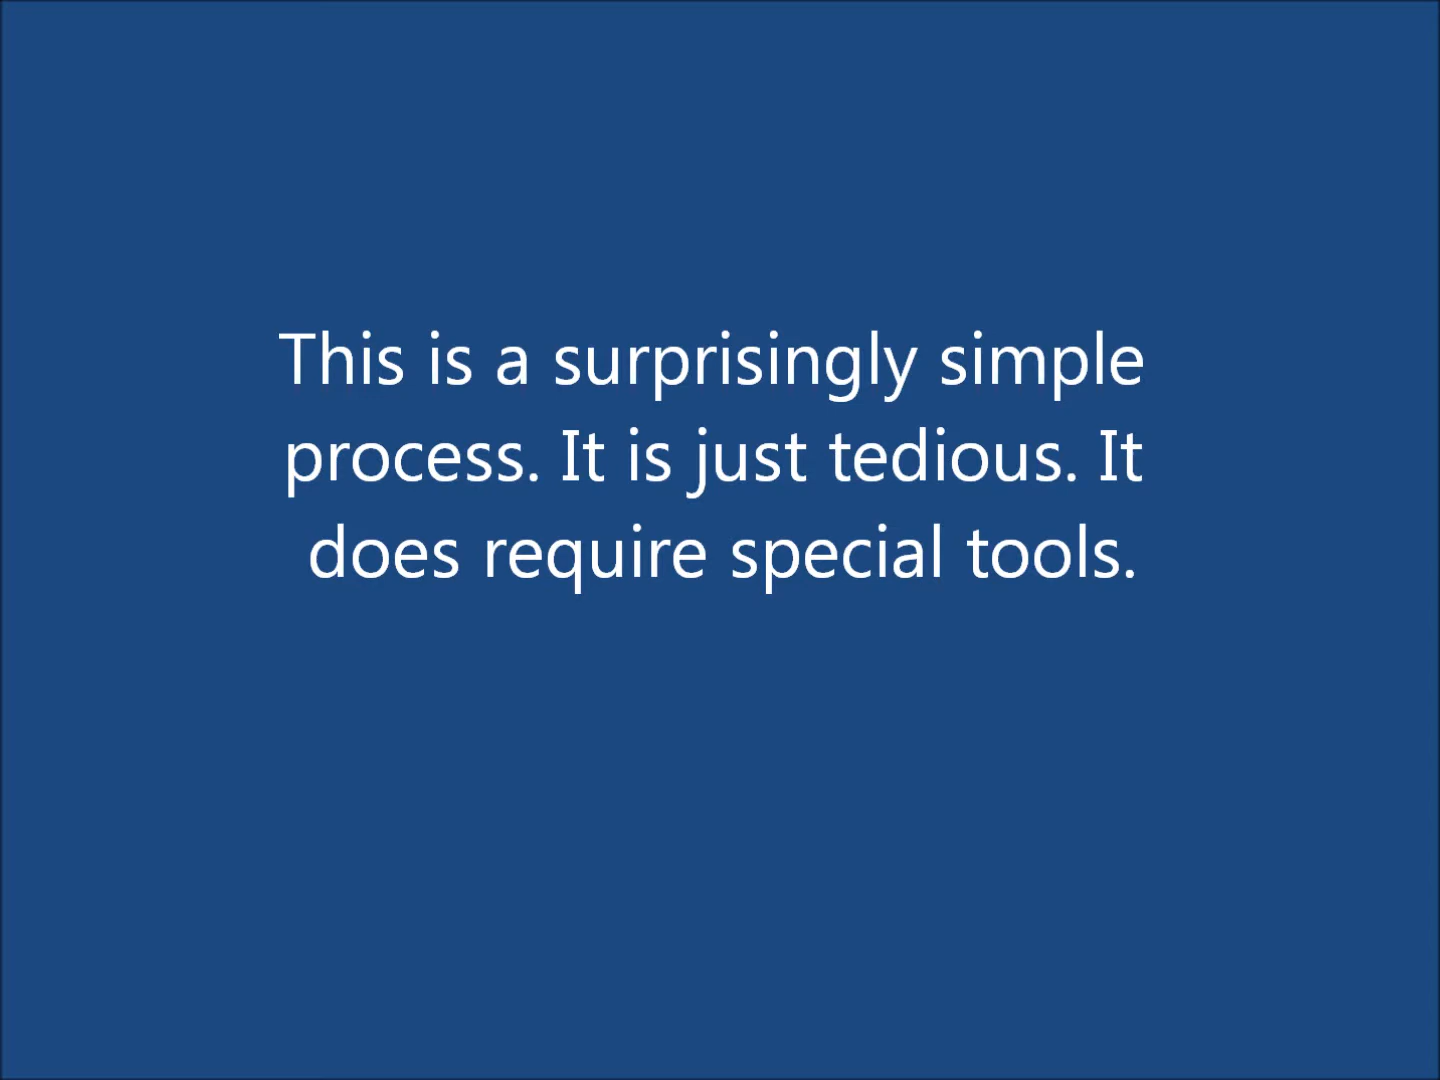 This is a surprisingly simple
process. It is just tedious. It
does require special tools.